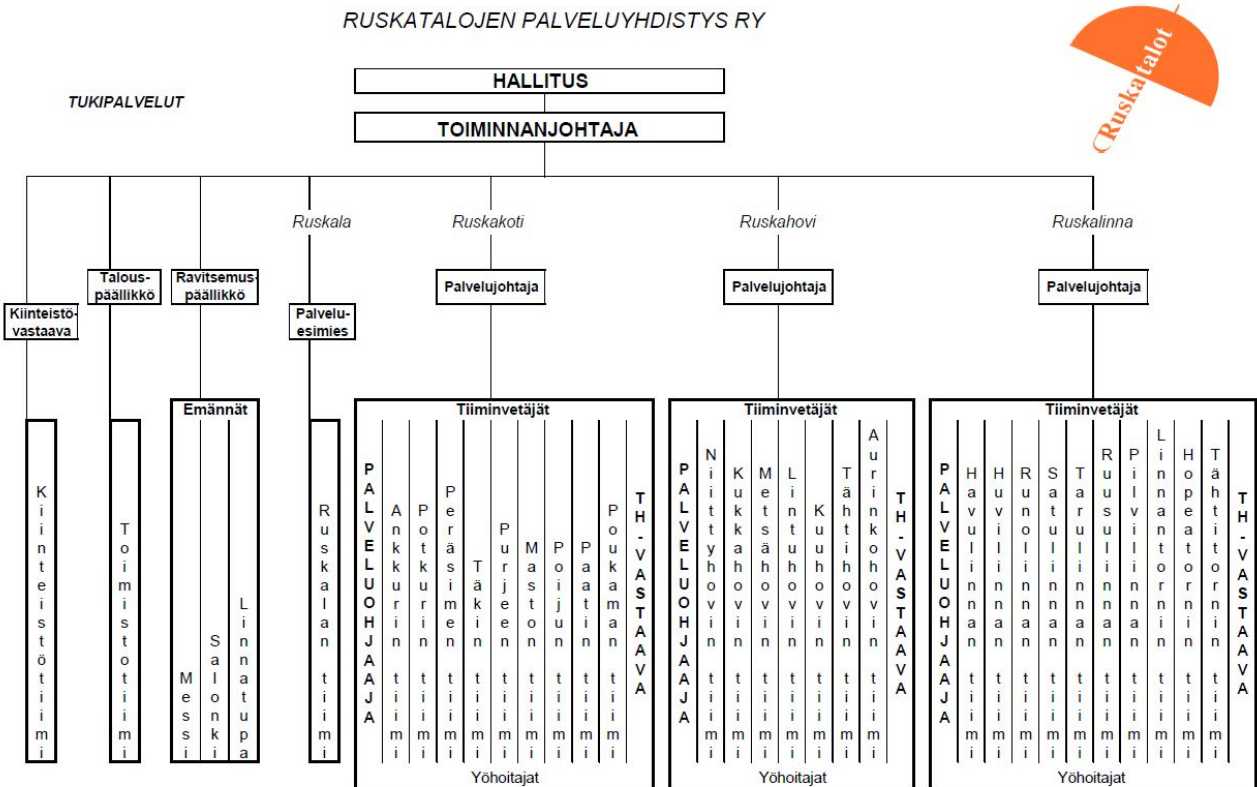 RUSKATALOJEN PALVELUYHDISTYS RY
Ruskatalot
TUKIPALVELUT
HALLITUS
TOIMINNANJOHTAJA
Ruskala
Ruskakoti
Ruskahovi
Ruskalinna
Kiinteistö-
vastaava
Talous-
päällikkö
Ravitsemus-
päällikkö
Palvelu-
esimies
Palvelujohtaja
Palvelujohtaja
Palvelujohtaja
Kiinteistötiimi
Toimistotiimi
Emännät
Messi
Salonki
Linnatupa
Ruskalan tiimi
Tiiminvetäjät
PALVELUOHJAAJA
Ankkurin tiimi
Potkurin tiimi
Peräsimen tiimi
Täkin tiimi
Purjeen tiimi
Maston tiimi
Poijun tiimi
Paatin tiimi
Poukaman tiimi
TH-VASTAAVA
Yöhoitajat
Tiiminvetäjät
PALVELUOHJAAJA
Niittyhovin tiimi
Kukkahovin tiimi
Metsähovin tiimi
Lintuhovin tiimi
Kuuhovin tiimi
Tähtihovin tiimi
Aurinkohovin tiimi
TH-VASTAAVA
Yöhoitajat
Tiiminvetäjät
PALVELUOHJAAJA
Havulinnan tiimi
Huvilinnan tiimi
Runolinnan tiimi
Satulinnan tiimi
Tarulinnan tiimi
Ruusulinnan tiimi
Pilvilinnan tiimi
Linnantornin tiimi
Hopeatornin tiimi
Tähtitornin tiimi
TH-VASTAAVA
Yöhoitajat